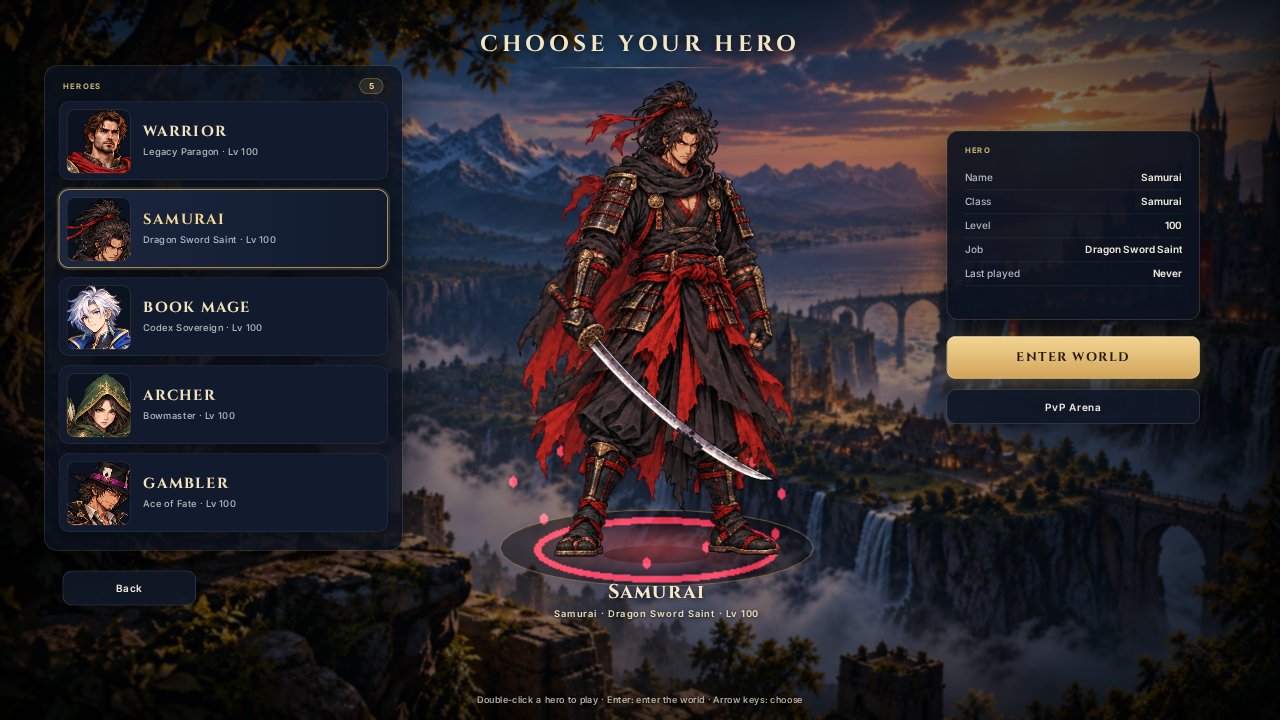 CHOOSE YOUR HERO
HEROES
5
WARRIOR
Legacy Paragon · Lv 100
SAMURAI
Dragon Sword Saint · Lv 100
BOOK MAGE
Codex Sovereign · Lv 100
ARCHER
Bowmaster · Lv 100
GAMBLER
Ace of Fate · Lv 100
Back
SAMURAI
Samurai · Dragon Sword Saint · Lv 100
HERO
Name Samurai
Class Samurai
Level 100
Job Dragon Sword Saint
Last played Never
ENTER WORLD
PvP Arena
Double-click a hero to play · Enter: enter the world · Arrow keys: choose